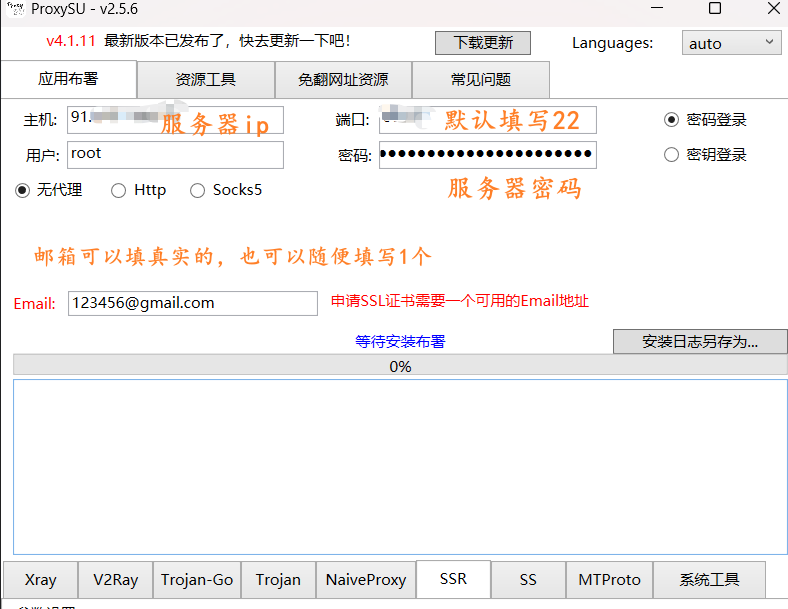 ProxySU - v2.5.6
v4.1.11 最新版本已发布了，快去更新一下吧！ 下载更新 Languages: auto
应用布署 资源工具 免翻网址资源 常见问题
主机: 91. 服务器ip 端口: 默认填写22 密码登录
用户: root 密码: ●●●●●●●●●●●●●●●●●●●●●● 密钥登录
无代理 Http Socks5 服务器密码
邮箱可以填真实的，也可以随便填写1个
Email: 123456@gmail.com 申请SSL证书需要一个可用的Email地址
等待安装布署 安装日志另存为...
0%
Xray V2Ray Trojan-Go Trojan NaiveProxy SSR SS MTProto 系统工具